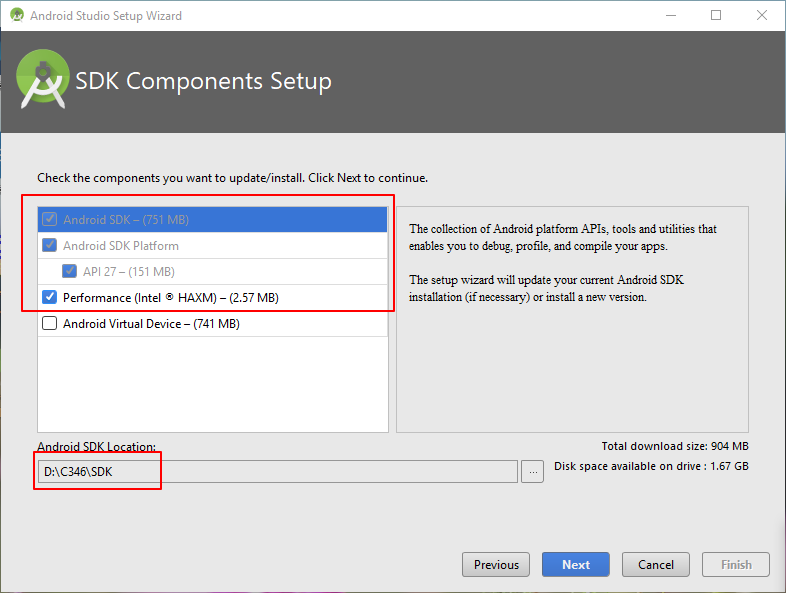 Android Studio Setup Wizard
SDK Components Setup
Check the components you want to update/install. Click Next to continue.
Android SDK – (751 MB)
Android SDK Platform
API 27 – (151 MB)
Performance (Intel ® HAXM) – (2.57 MB)
Android Virtual Device – (741 MB)
The collection of Android platform APIs, tools and utilities that
enables you to debug, profile, and compile your apps.
The setup wizard will update your current Android SDK
installation (if necessary) or install a new version.
Android SDK Location:
D:\C346\SDK
...
Total download size: 904 MB
Disk space available on drive : 1.67 GB
Previous
Next
Cancel
Finish